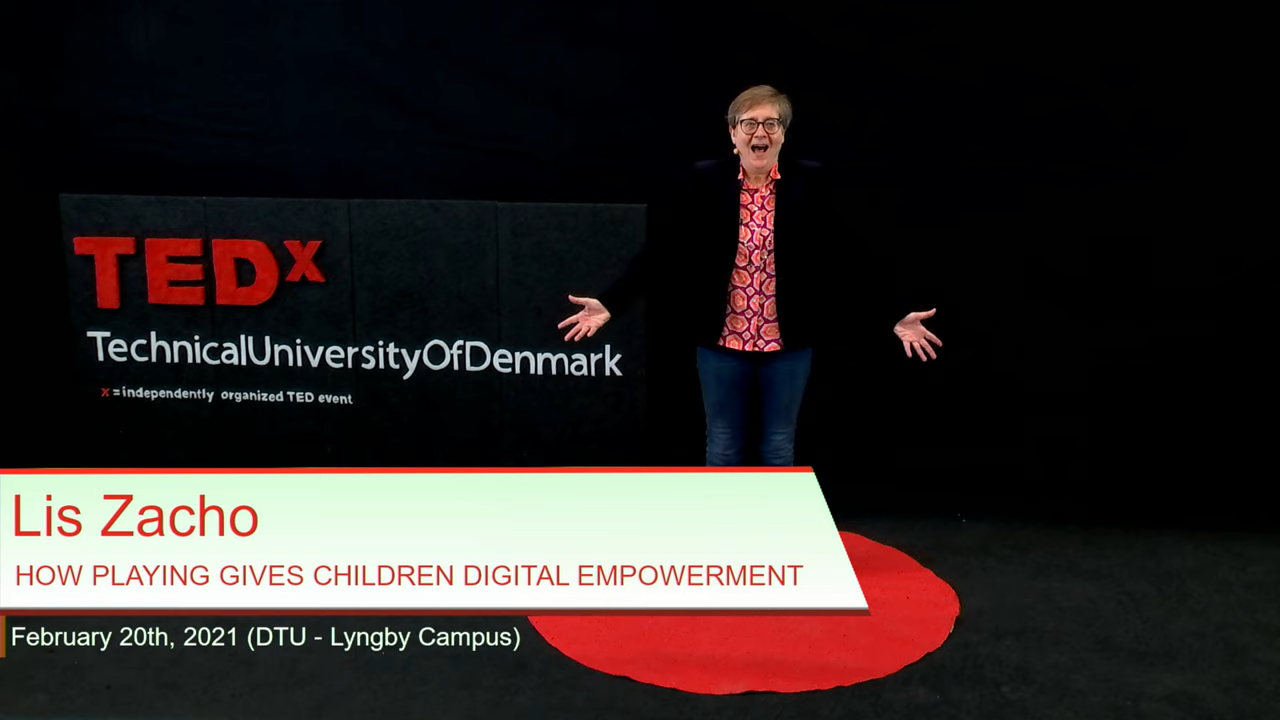 TEDx
TechnicalUniversityOfDenmark
x = independently organized TED event
Lis Zacho
HOW PLAYING GIVES CHILDREN DIGITAL EMPOWERMENT
February 20th, 2021 (DTU - Lyngby Campus)